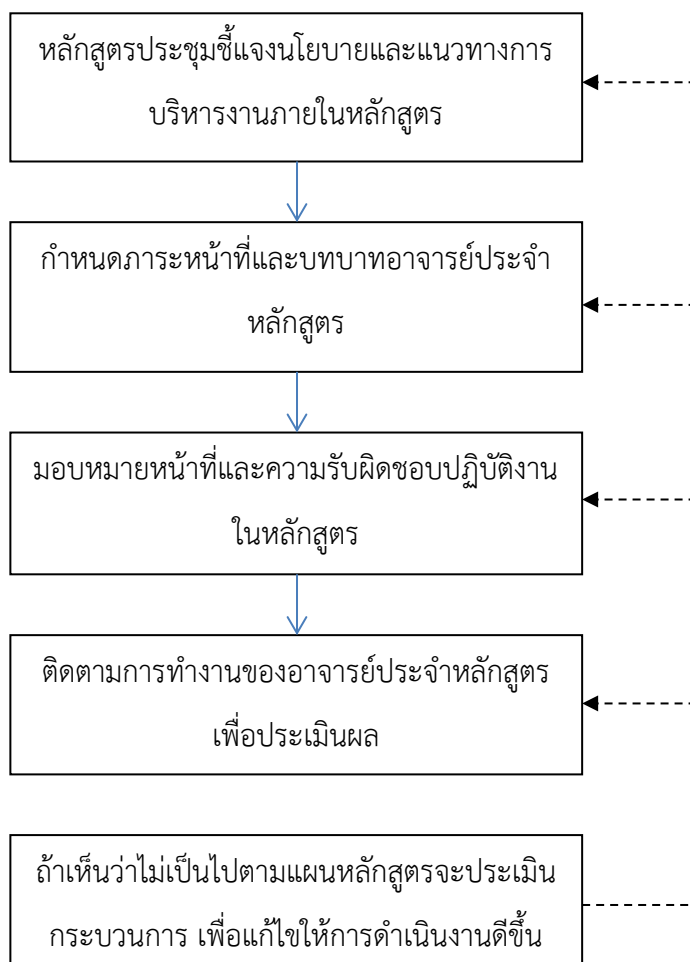 หลักสูตรประชุมชี้แจงนโยบายและแนวทางการ
บริหารงานภายในหลักสูตร
กำหนดภาระหน้าที่และบทบาทอาจารย์ประจำ
หลักสูตร
มอบหมายหน้าที่และความรับผิดชอบปฏิบัติงาน
ในหลักสูตร
ติดตามการทำงานของอาจารย์ประจำหลักสูตร
เพื่อประเมินผล
ถ้าเห็นว่าไม่เป็นไปตามแผนหลักสูตรจะประเมิน
กระบวนการ เพื่อแก้ไขให้การดำเนินงานดีขึ้น